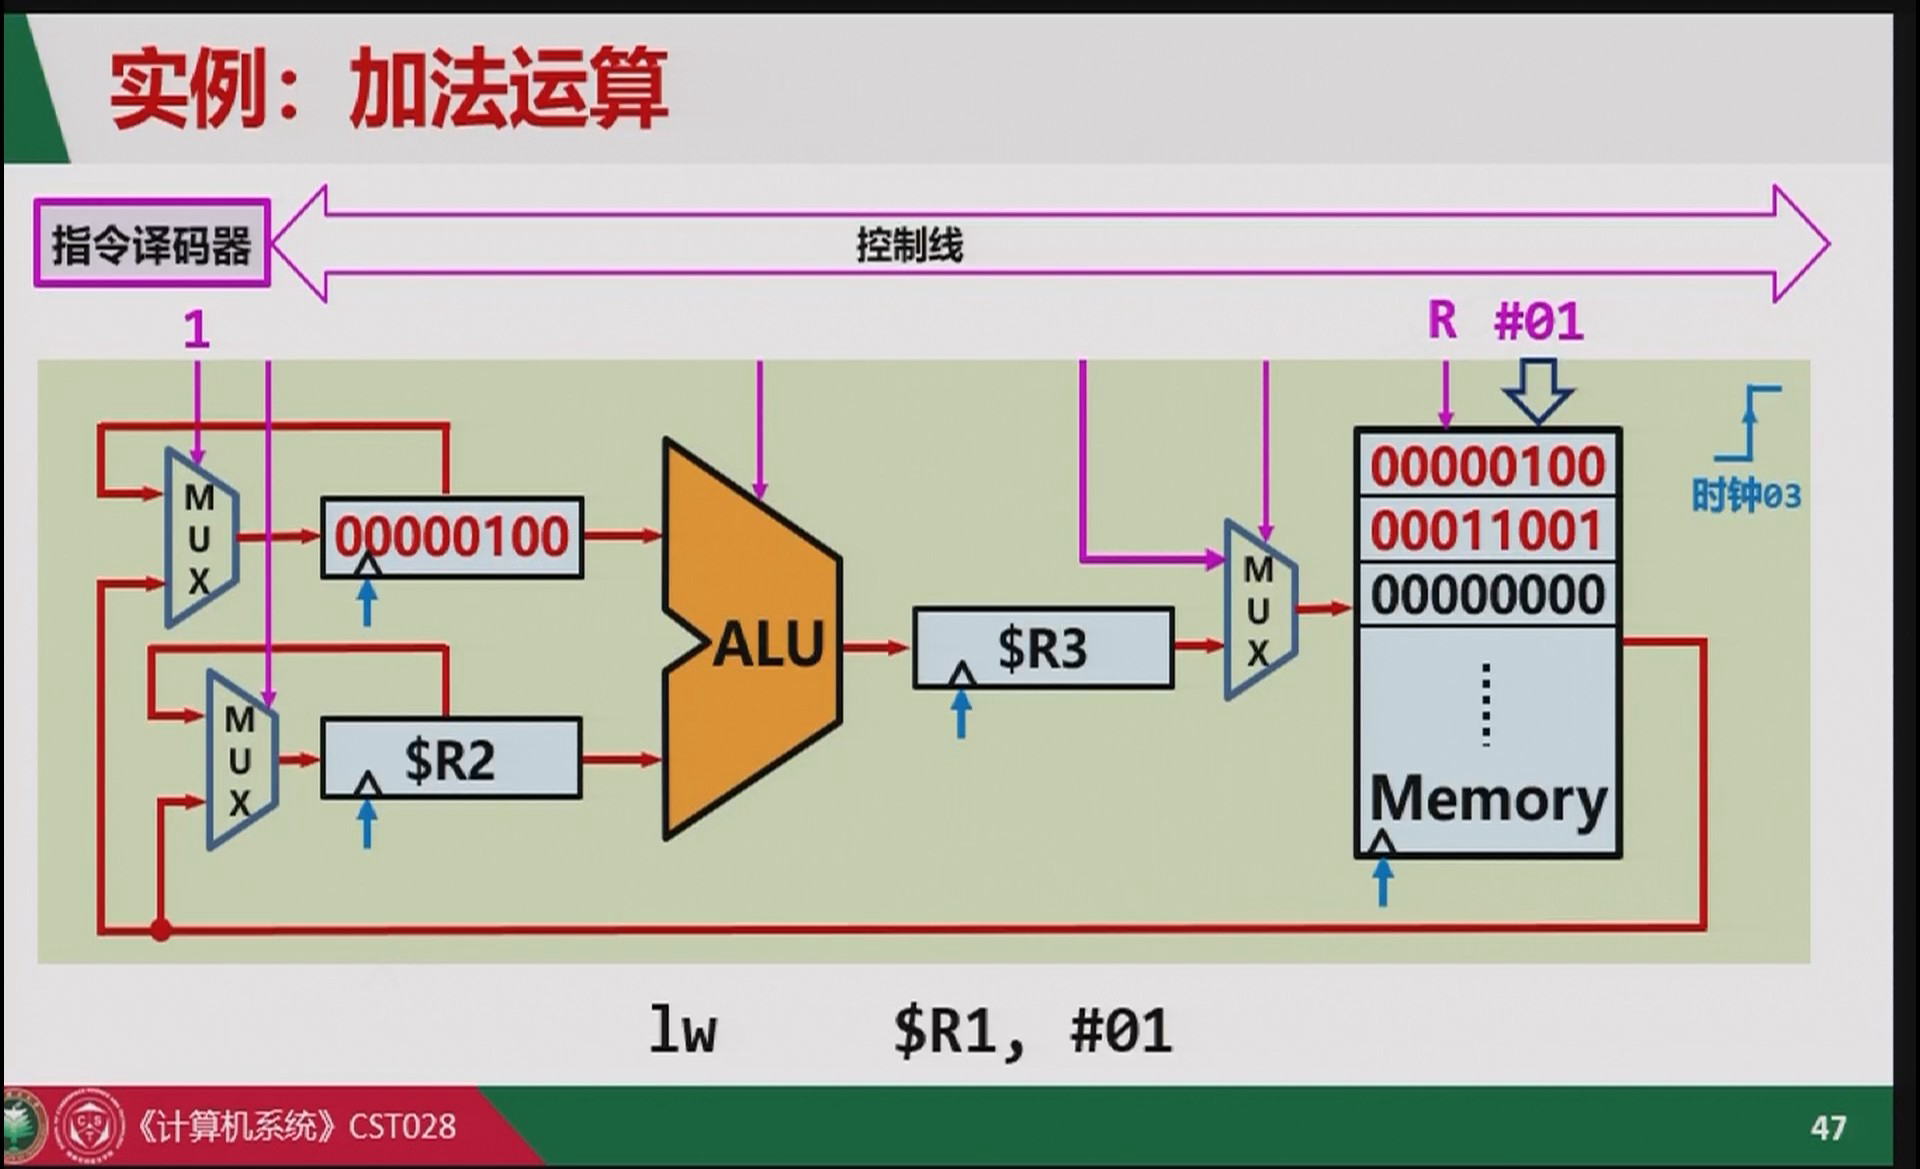 实例：加法运算
指令译码器
控制线
1
R #01
M
U
X
00000100
M
U
X
$R2
ALU
$R3
M
U
X
00000100
00011001
00000000
Memory
时钟03
lw $R1, #01
《计算机系统》CST028
47